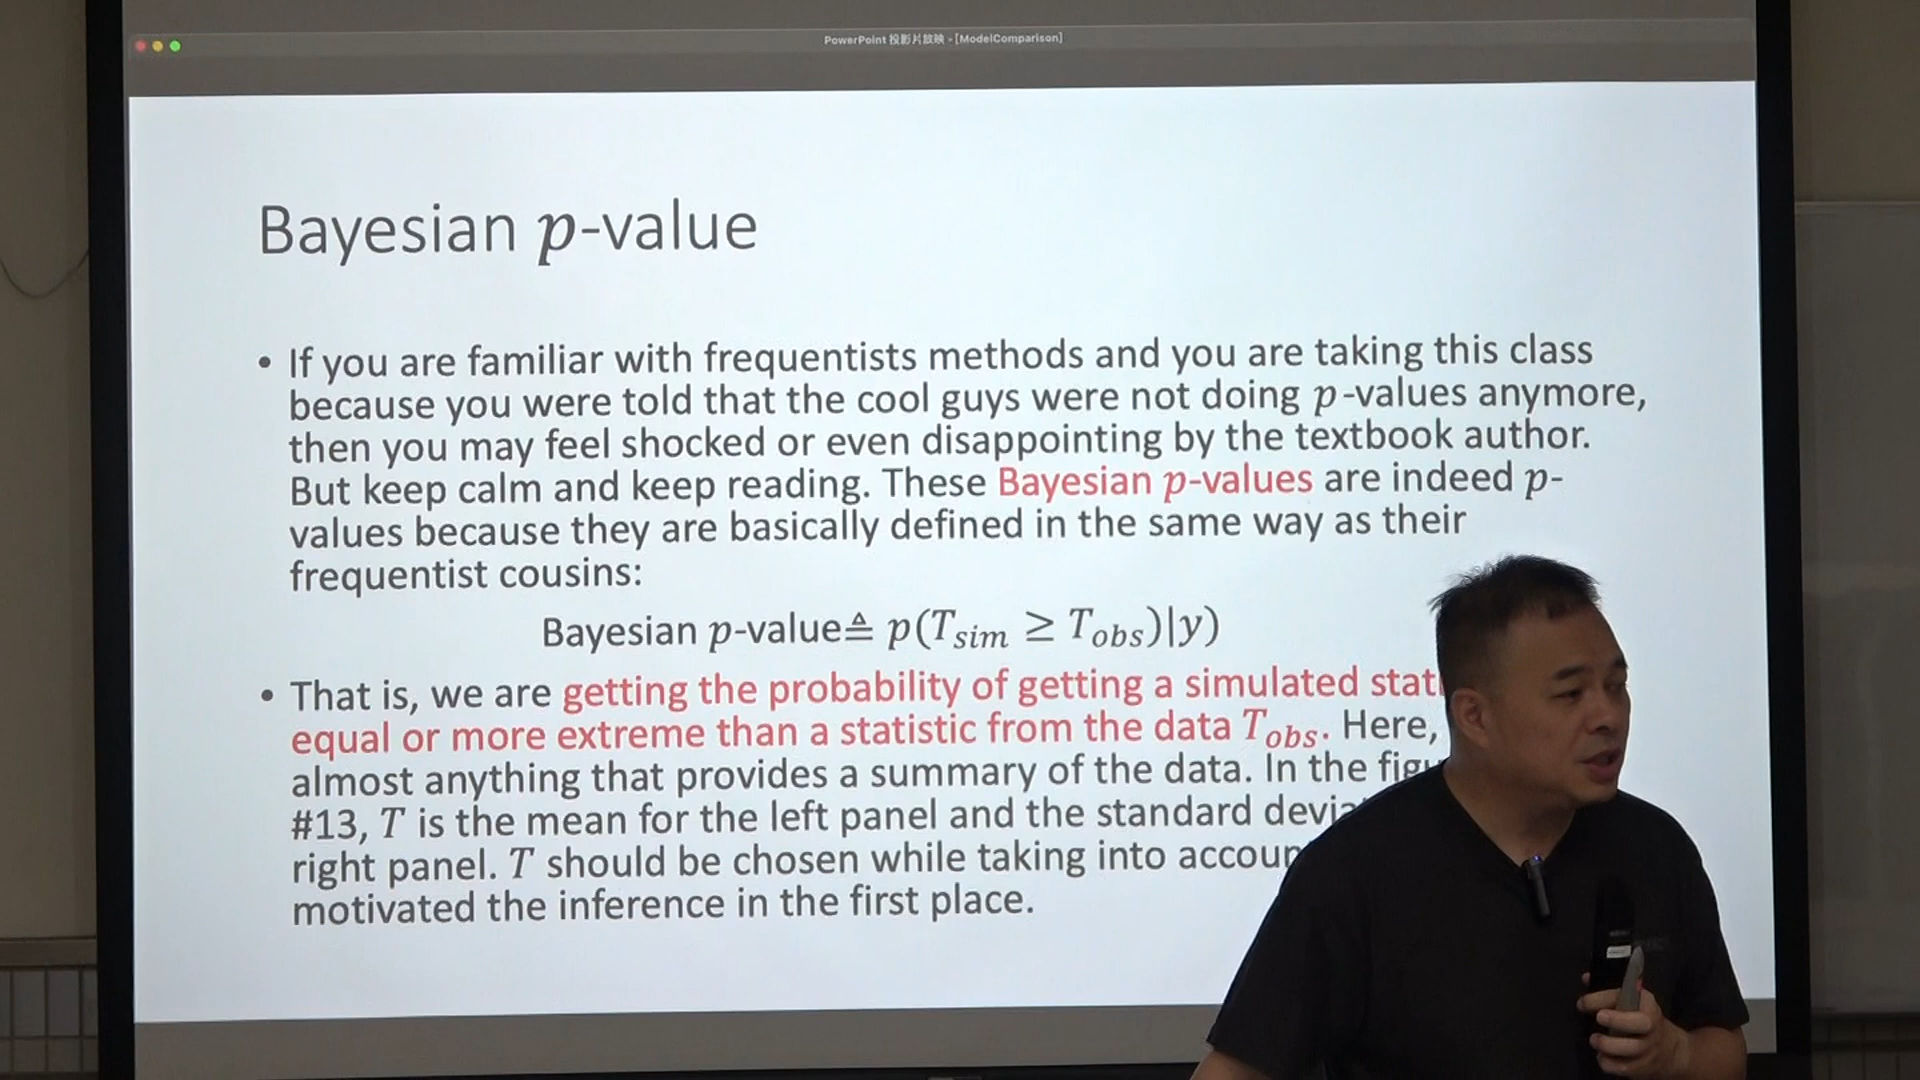 PowerPoint 投影片放映 - [ModelComparison]
Bayesian p-value
• If you are familiar with frequentists methods and you are taking this class
because you were told that the cool guys were not doing p-values anymore,
then you may feel shocked or even disappointing by the textbook author.
But keep calm and keep reading. These Bayesian p-values are indeed p-
values because they are basically defined in the same way as their
frequentist cousins:
Bayesian p-value≜ p(T_sim ≥ T_obs)|y)
• That is, we are getting the probability of getting a simulated
equal or more extreme than a statistic from the data T_obs. Here,
almost anything that provides a summary of the data. In the
#13, T is the mean for the left panel and the standard
right panel. T should be chosen while taking into
motivated the inference in the first place.